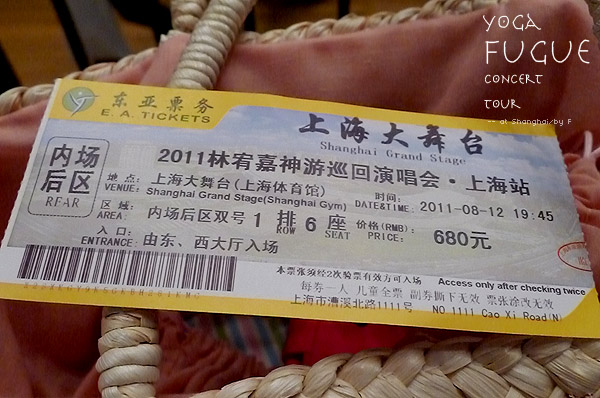 YOGA
FUGUE
CONCERT
TOUR
-- at Shanghai/by F
东亚票务
E.A.TICKETS
上海大舞台
Shanghai Grand Stage
内场
后区
REAR
2011林宥嘉神游巡回演唱会·上海站
地点: 上海大舞台(上海体育馆) 时间:
VENUE: Shanghai Grand Stage(Shanghai Gym) DATE&TIME: 2011-08-12 19:45
区域: 内场后区双号 1 排 6 座 价格(RMB): 680元
AREA: ROW SEAT PRICE:
入口: 由东、西大厅入场
ENTRANCE:
本票张须经2次验票有效方可入场 Access only after checking twice
每券一人 儿童全票 副券撕下无效 票张涂改无效
上海市漕溪北路1111号 NO 1111 Cao Xi Road(N)